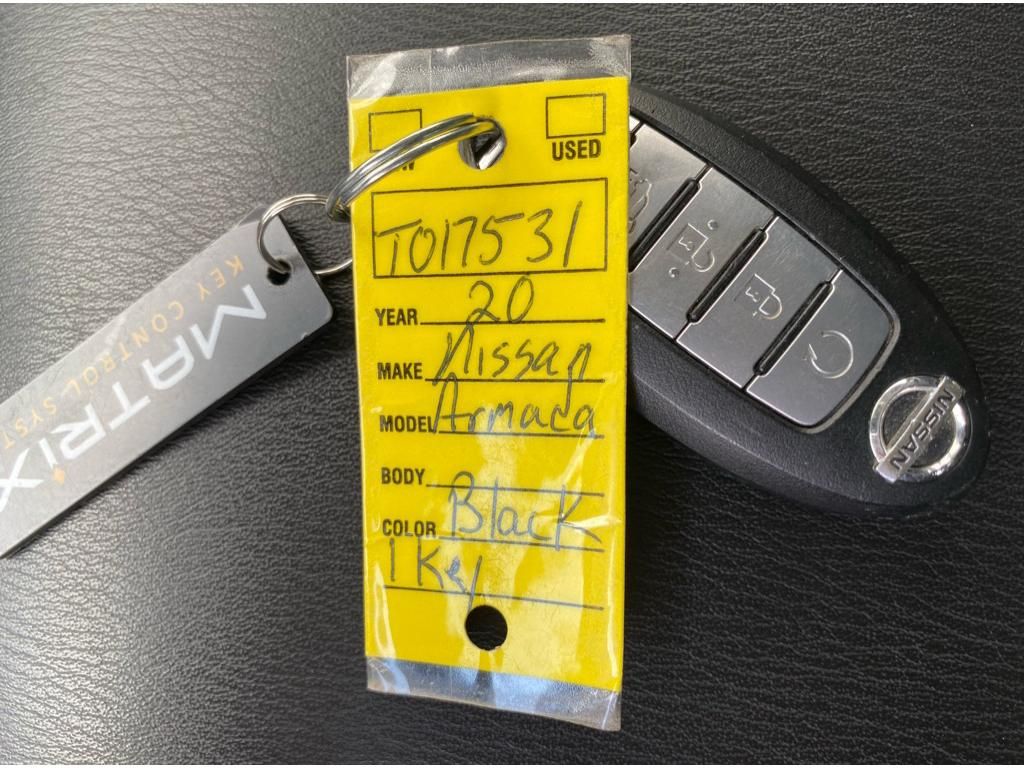 USED
T017531
YEAR 20
MAKE Nissan
MODEL Armada
BODY
COLOR Black
1 Key
MATRIX
KEY CONTROL SYST
NISSAN